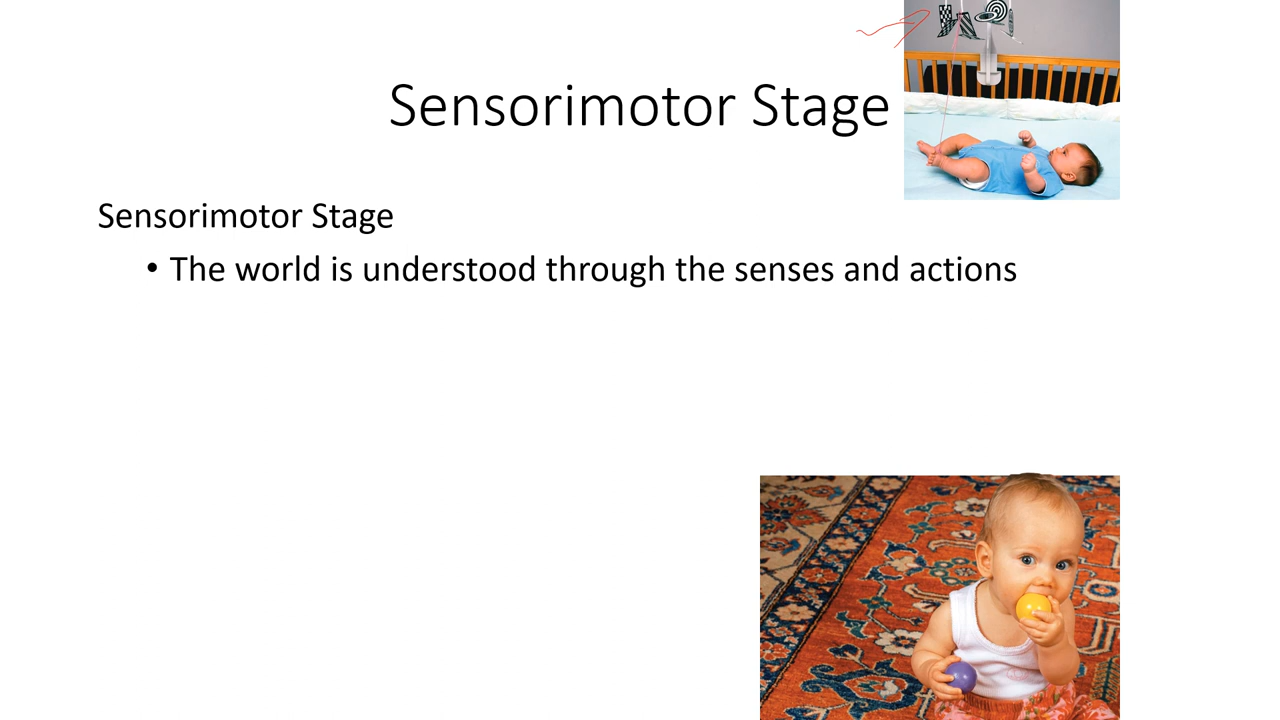 Sensorimotor Stage
Sensorimotor Stage
• The world is understood through the senses and actions